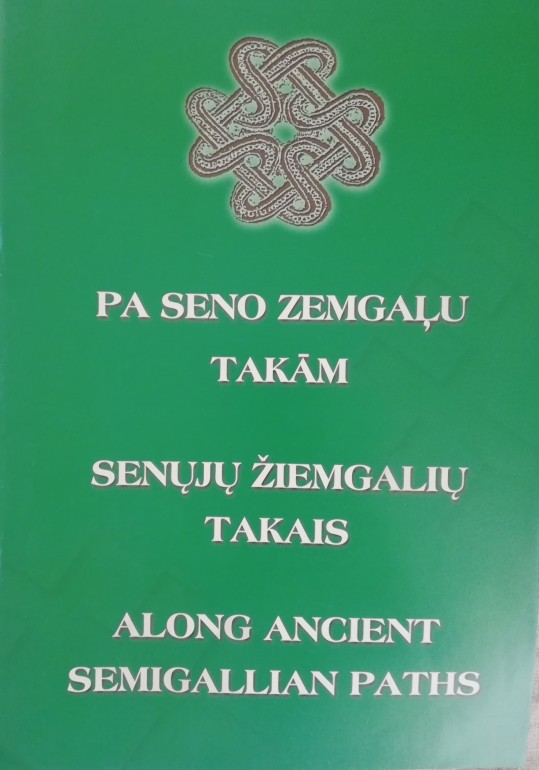 PA SENO ZEMGAĻU
TAKĀM
SENŲJŲ ŽIEMGALIŲ
TAKAIS
ALONG ANCIENT
SEMIGALLIAN PATHS